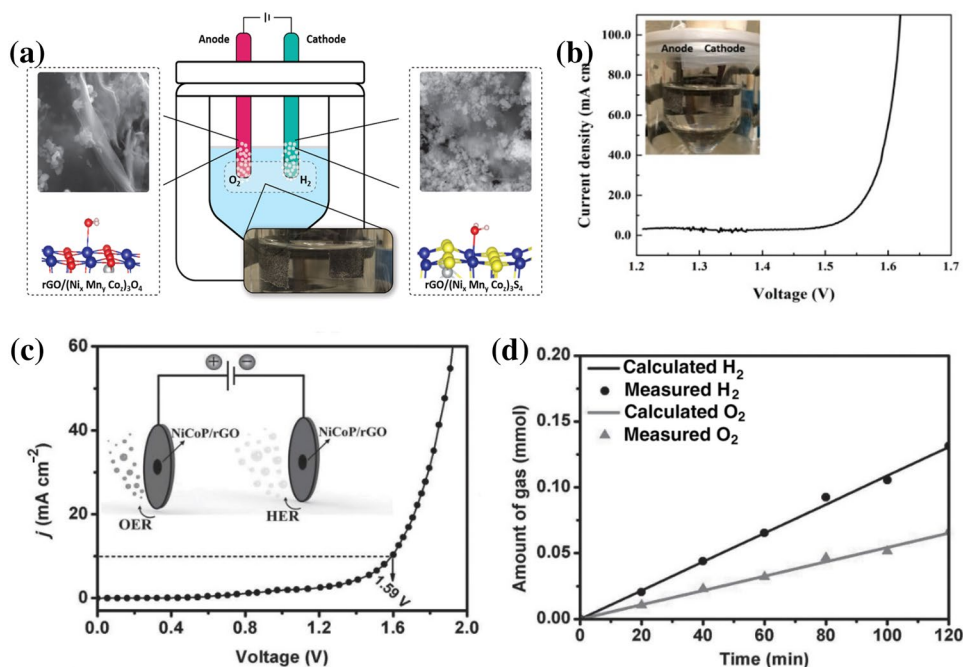 (a)
Anode
Cathode
O₂
H₂
rGO/(Niₓ Mnᵧ Co_z)₃O₄
rGO/(Niₓ Mnᵧ Co_z)₃S₄
(b)
Anode Cathode
Current density (mA cm
100.0
80.0
60.0
40.0
20.0
0.0
1.2 1.3 1.4 1.5 1.6 1.7
Voltage (V)
(c)
j (mA cm⁻²)
60
40
20
0
NiCoP/rGO
NiCoP/rGO
OER
HER
1.59 V
0.0 0.4 0.8 1.2 1.6 2.0
Voltage (V)
(d)
Amount of gas (mmol)
0.20
0.15
0.10
0.05
0.00
Calculated H₂
Measured H₂
Calculated O₂
Measured O₂
0 20 40 60 80 100 120
Time (min)